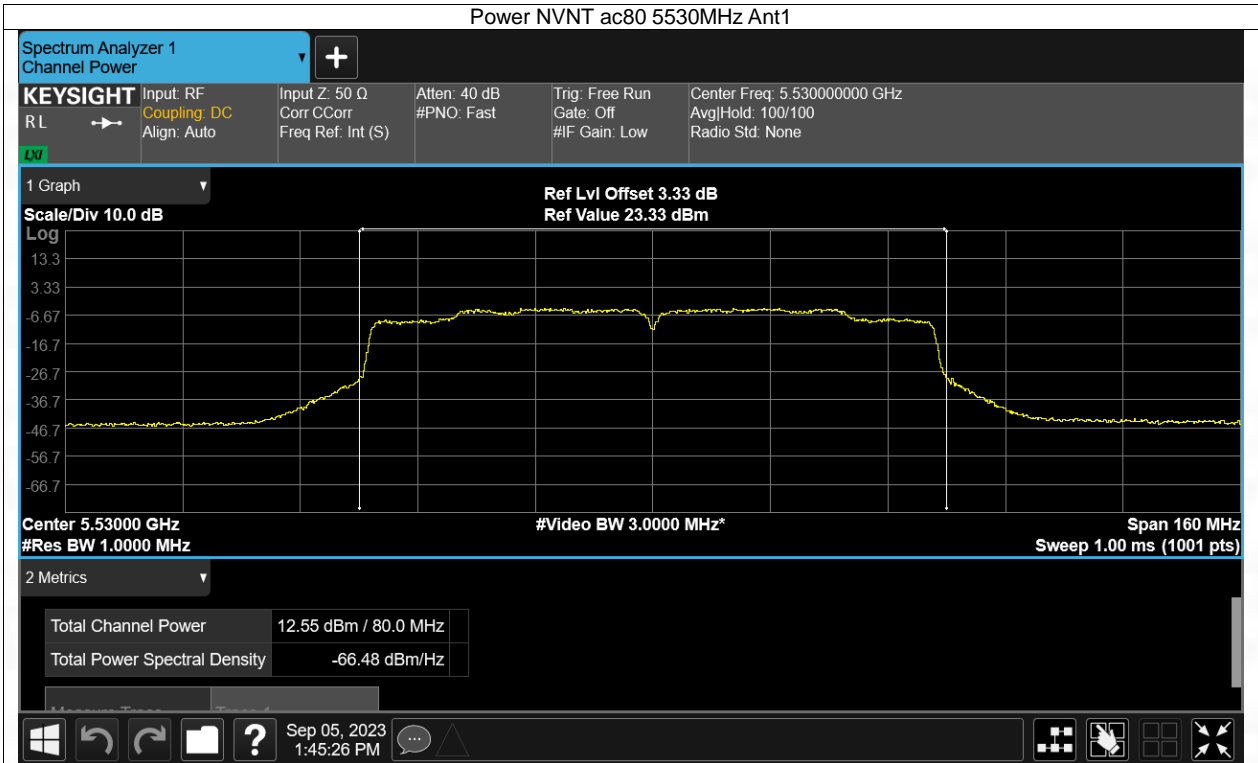 Power NVNT ac80 5530MHz Ant1
Spectrum Analyzer 1
Channel Power
KEYSIGHT
R L
LXI
Input: RF
Coupling: DC
Align: Auto
Input Z: 50 Ω
Corr CCorr
Freq Ref: Int (S)
Atten: 40 dB
#PNO: Fast
Trig: Free Run
Gate: Off
#IF Gain: Low
Center Freq: 5.530000000 GHz
Avg|Hold: 100/100
Radio Std: None
1 Graph
Scale/Div 10.0 dB
Ref Lvl Offset 3.33 dB
Ref Value 23.33 dBm
Log
13.3
3.33
-6.67
-16.7
-26.7
-36.7
-46.7
-56.7
-66.7
Center 5.53000 GHz
#Video BW 3.0000 MHz*
Span 160 MHz
#Res BW 1.0000 MHz
Sweep 1.00 ms (1001 pts)
2 Metrics
Total Channel Power 12.55 dBm / 80.0 MHz
Total Power Spectral Density -66.48 dBm/Hz
Sep 05, 2023
1:45:26 PM